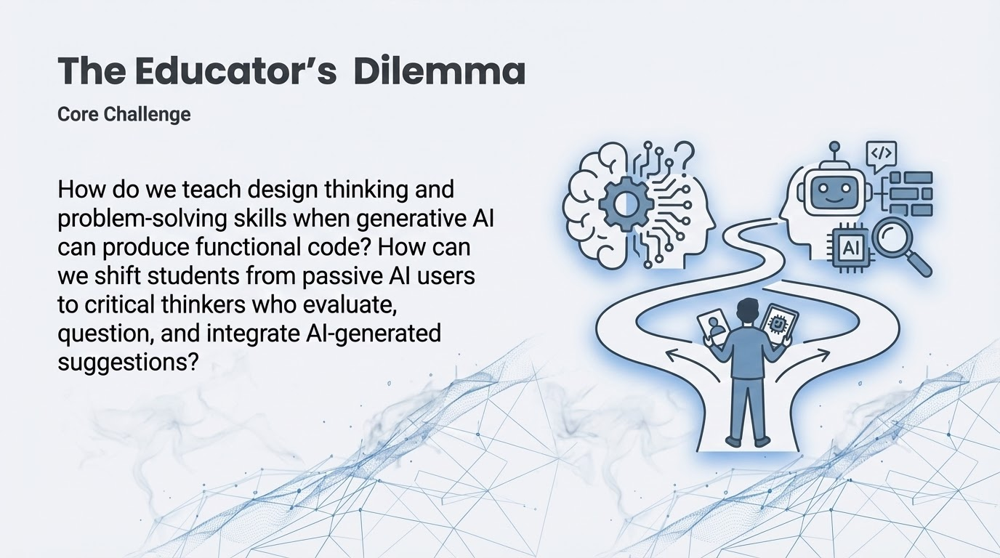 The Educator’s  Dilemma
Core Challenge
How do we teach design thinking and
problem-solving skills when generative AI
can produce functional code? How can
we shift students from passive AI users
to critical thinkers who evaluate,
question, and integrate AI-generated
suggestions?
?
</>
AI